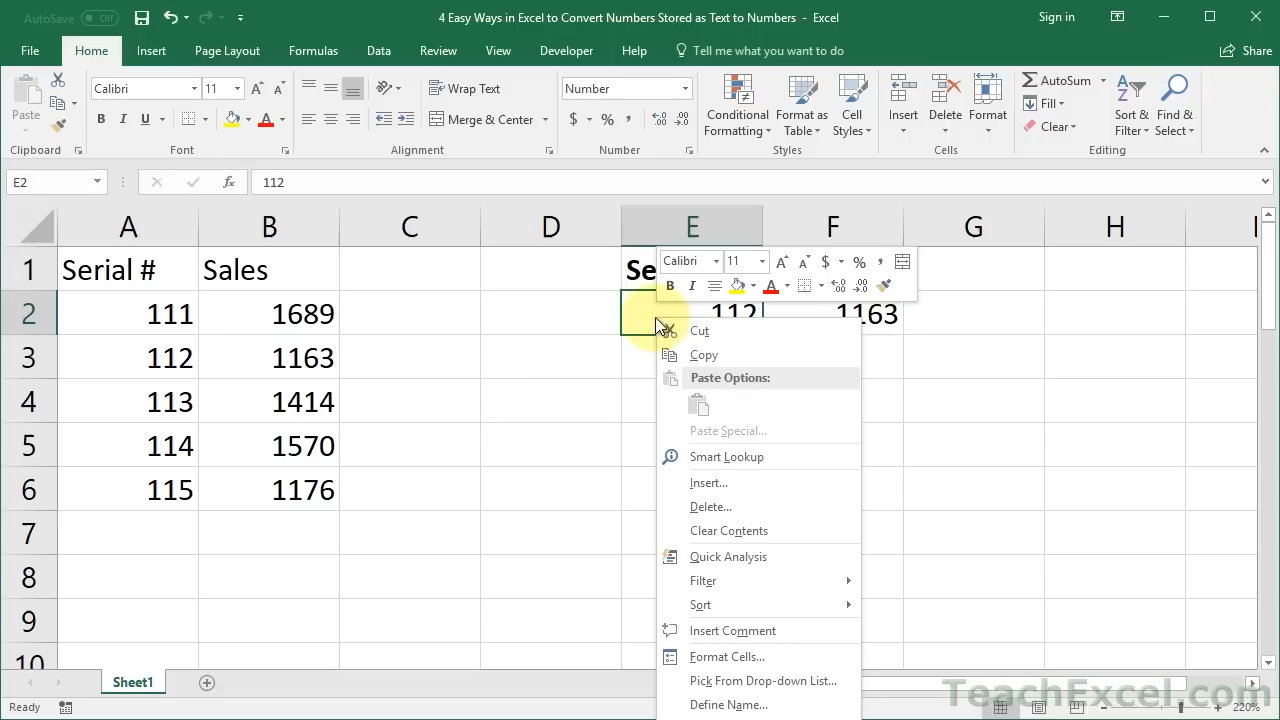 AutoSave Off
4 Easy Ways in Excel to Convert Numbers Stored as Text to Numbers - Excel
Sign in
File Home Insert Page Layout Formulas Data Review View Developer Help Tell me what you want to do Share
Paste
Calibri 11
B I U A
Wrap Text
Merge & Center
Number
$ % ,
Conditional Formatting
Format as Table
Cell Styles
Insert
Delete
Format
AutoSum
Fill
Clear
Sort & Filter
Find & Select
Clipboard Font Alignment Number Styles Cells Editing
E2 fx 112
A B C D E F G H
1 Serial # Sales Se
2 111 1689 112 1163
3 112 1163
4 113 1414
5 114 1570
6 115 1176
7
8
9
10
Calibri 11 A A $ % ,
B I A
Cut
Copy
Paste Options:
Paste Special...
Smart Lookup
Insert...
Delete...
Clear Contents
Quick Analysis
Filter
Sort
Insert Comment
Format Cells...
Pick From Drop-down List...
Define Name...
Sheet1
TeachExcel.com
Ready
220%